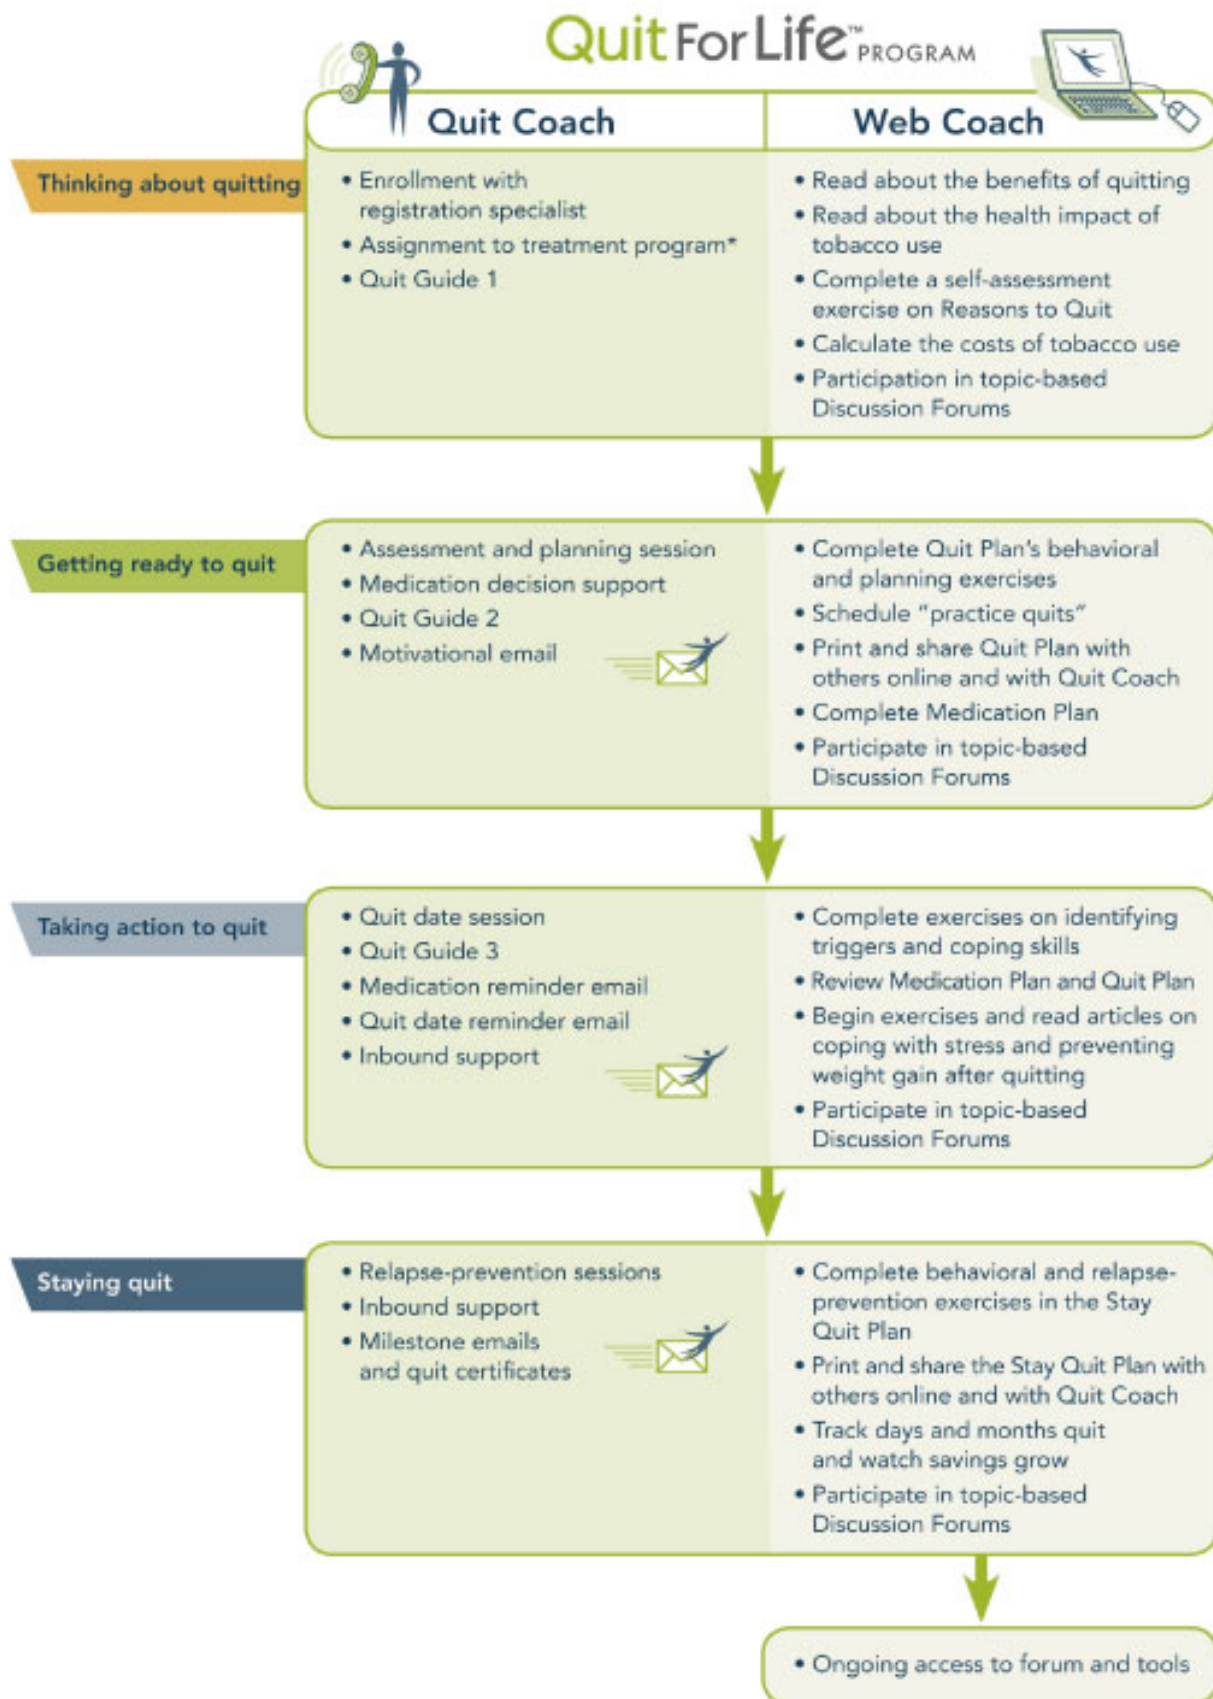 Quit For Life™ PROGRAM
Quit Coach
Web Coach
Thinking about quitting
• Enrollment with
registration specialist
• Assignment to treatment program*
• Quit Guide 1
• Read about the benefits of quitting
• Read about the health impact of
tobacco use
• Complete a self-assessment
exercise on Reasons to Quit
• Calculate the costs of tobacco use
• Participation in topic-based
Discussion Forums
Getting ready to quit
• Assessment and planning session
• Medication decision support
• Quit Guide 2
• Motivational email
• Complete Quit Plan's behavioral
and planning exercises
• Schedule "practice quits"
• Print and share Quit Plan with
others online and with Quit Coach
• Complete Medication Plan
• Participate in topic-based
Discussion Forums
Taking action to quit
• Quit date session
• Quit Guide 3
• Medication reminder email
• Quit date reminder email
• Inbound support
• Complete exercises on identifying
triggers and coping skills
• Review Medication Plan and Quit Plan
• Begin exercises and read articles on
coping with stress and preventing
weight gain after quitting
• Participate in topic-based
Discussion Forums
Staying quit
• Relapse-prevention sessions
• Inbound support
• Milestone emails
and quit certificates
• Complete behavioral and relapse-
prevention exercises in the Stay
Quit Plan
• Print and share the Stay Quit Plan with
others online and with Quit Coach
• Track days and months quit
and watch savings grow
• Participate in topic-based
Discussion Forums
• Ongoing access to forum and tools